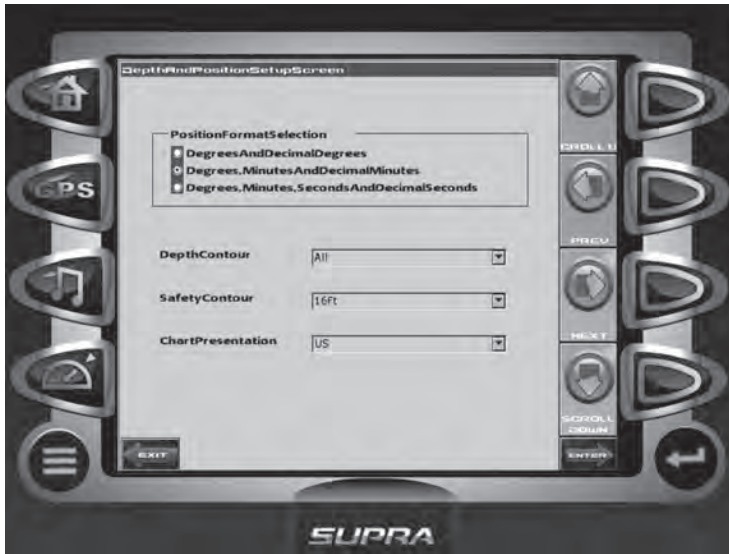 DepthAndPositionSetupScreen
PositionFormatSelection
DegreesAndDecimalDegrees
Degrees,MinutesAndDecimalMinutes
Degrees,Minutes,SecondsAndDecimalSeconds
DepthContour All
SafetyContour 16Ft
ChartPresentation US
GPS
CROLL U
PREV
NEXT
SCROLL
DOWN
EXIT
ENTER
SUPRA